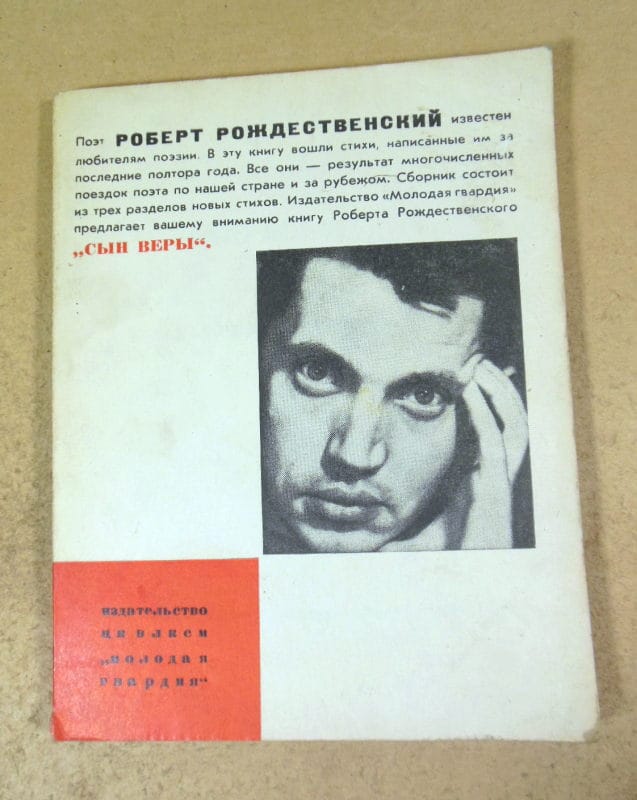 Поэт РОБЕРТ РОЖДЕСТВЕНСКИЙ известен
любителям поэзии. В эту книгу вошли стихи, написанные им за
последние полтора года. Все они — результат многочисленных
поездок поэта по нашей стране и за рубежом. Сборник состоит
из трех разделов новых стихов. Издательство «Молодая гвардия»
предлагает вашему вниманию книгу Роберта Рождественского
„СЫН ВЕРЫ“.
издательство
цк влксм
„молодая
гвардия“